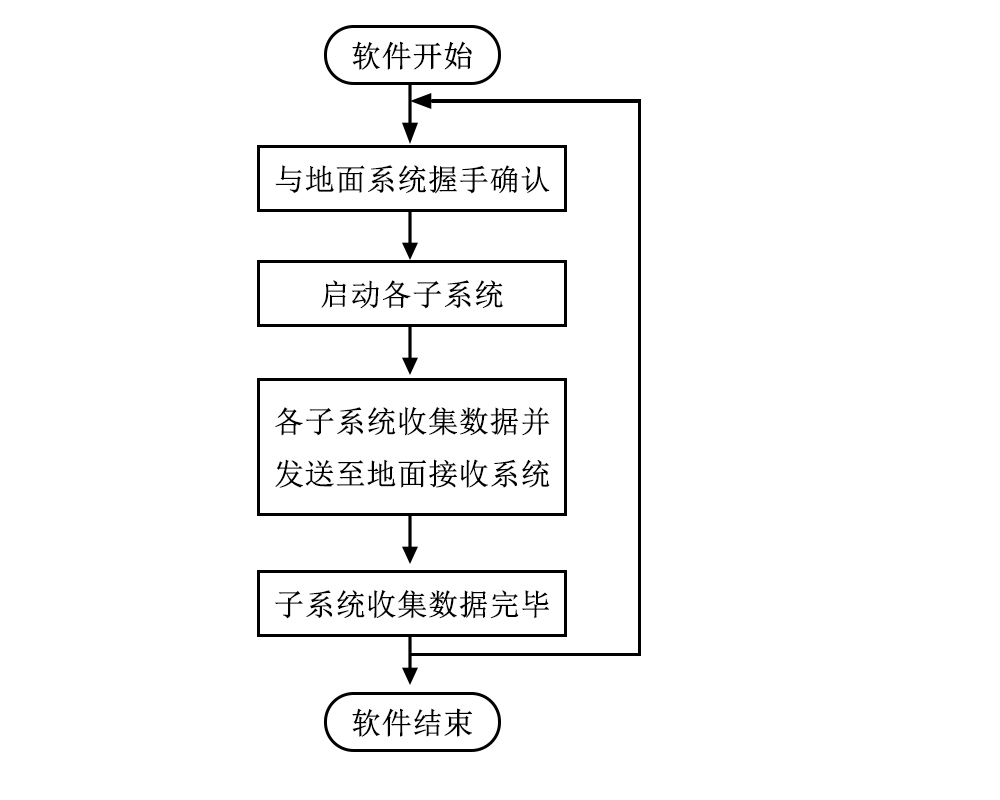 软件开始
与地面系统握手确认
启动各子系统
各子系统收集数据并
发送至地面接收系统
子系统收集数据完毕
软件结束